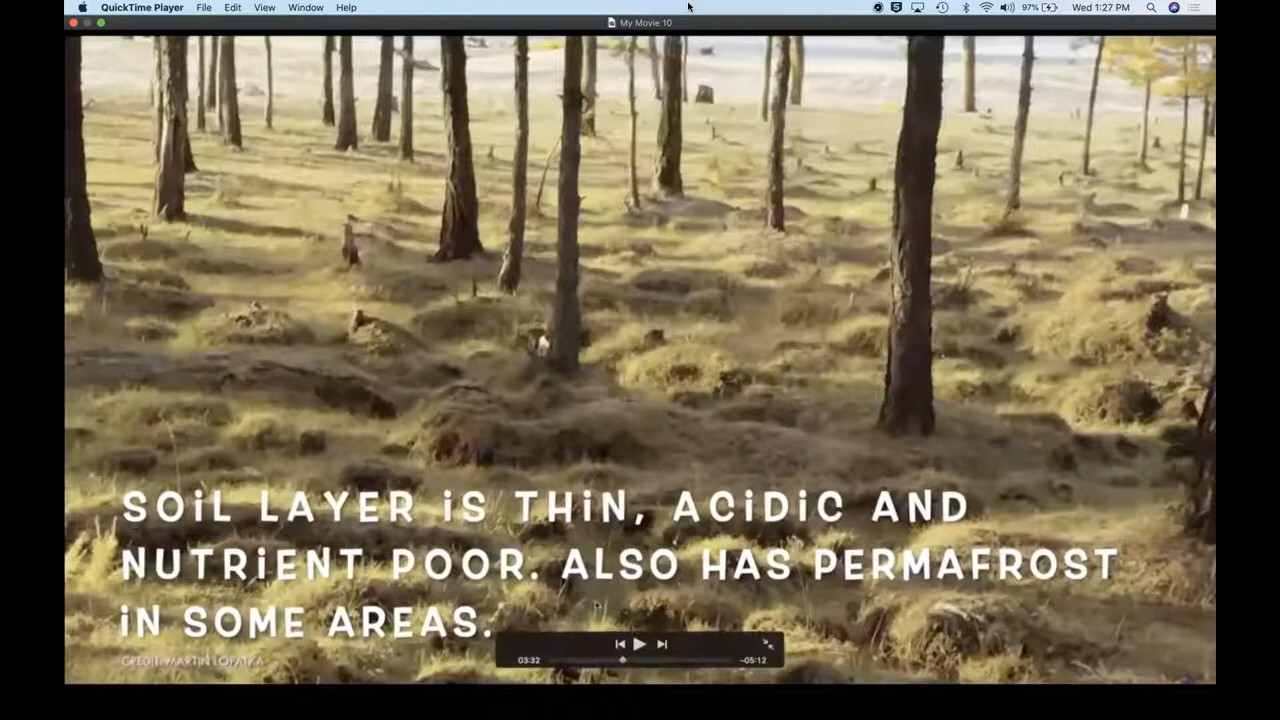 QuickTime Player File Edit View Window Help 97% Wed 1:27 PM
My Movie 10
SOiL LAYER iS THiN, ACiDiC AND
NUTRiENT POOR. ALSO HAS PERMAFROST
iN SOME AREAS.
CREDIT: MARTIN LOPATKA
03:32 -05:12